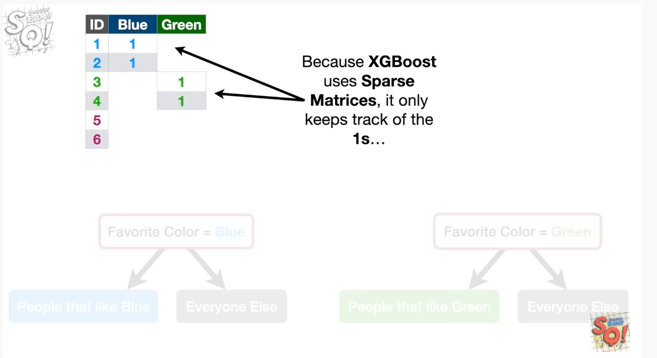 SQ!
ID Blue Green
1 1
2 1
3 1
4 1
5
6
Because XGBoost
uses Sparse
Matrices, it only
keeps track of the
1s…
Favorite Color = Blue
Favorite Color = Green
People that like Blue
Everyone Else
People that like Green
Everyone Else
SQ!